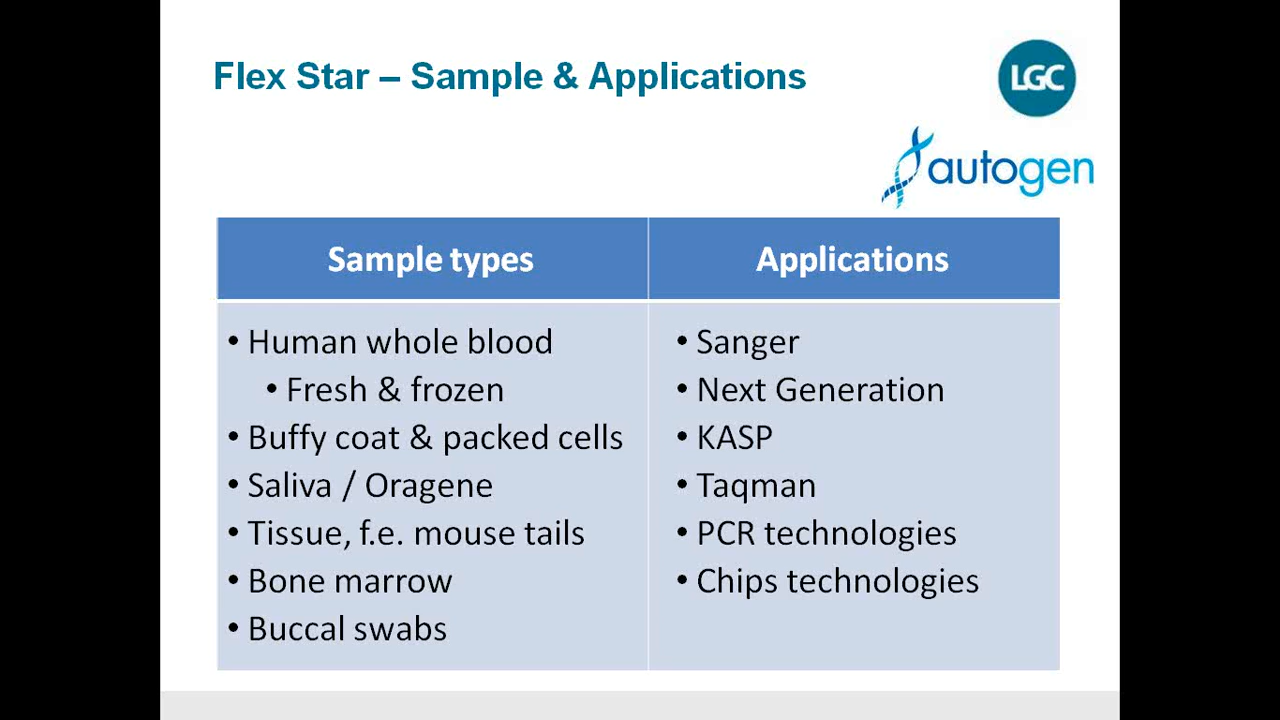 Flex Star – Sample & Applications
LGC
autogen
Sample types
• Human whole blood
• Fresh & frozen
• Buffy coat & packed cells
• Saliva / Oragene
• Tissue, f.e. mouse tails
• Bone marrow
• Buccal swabs
Applications
• Sanger
• Next Generation
• KASP
• Taqman
• PCR technologies
• Chips technologies